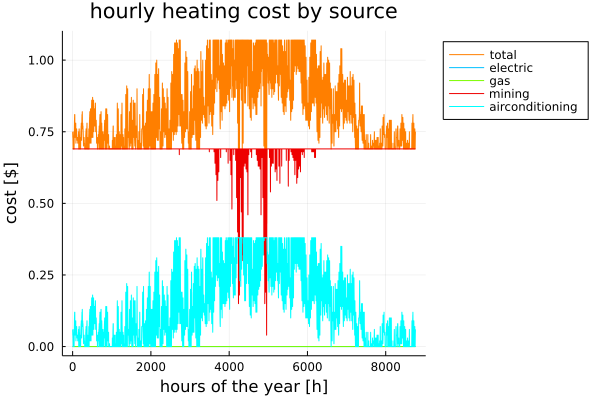 hourly heating cost by source
cost [$]
1.00
0.75
0.50
0.25
0.00
0
2000
4000
6000
8000
hours of the year [h]
total
electric
gas
mining
airconditioning